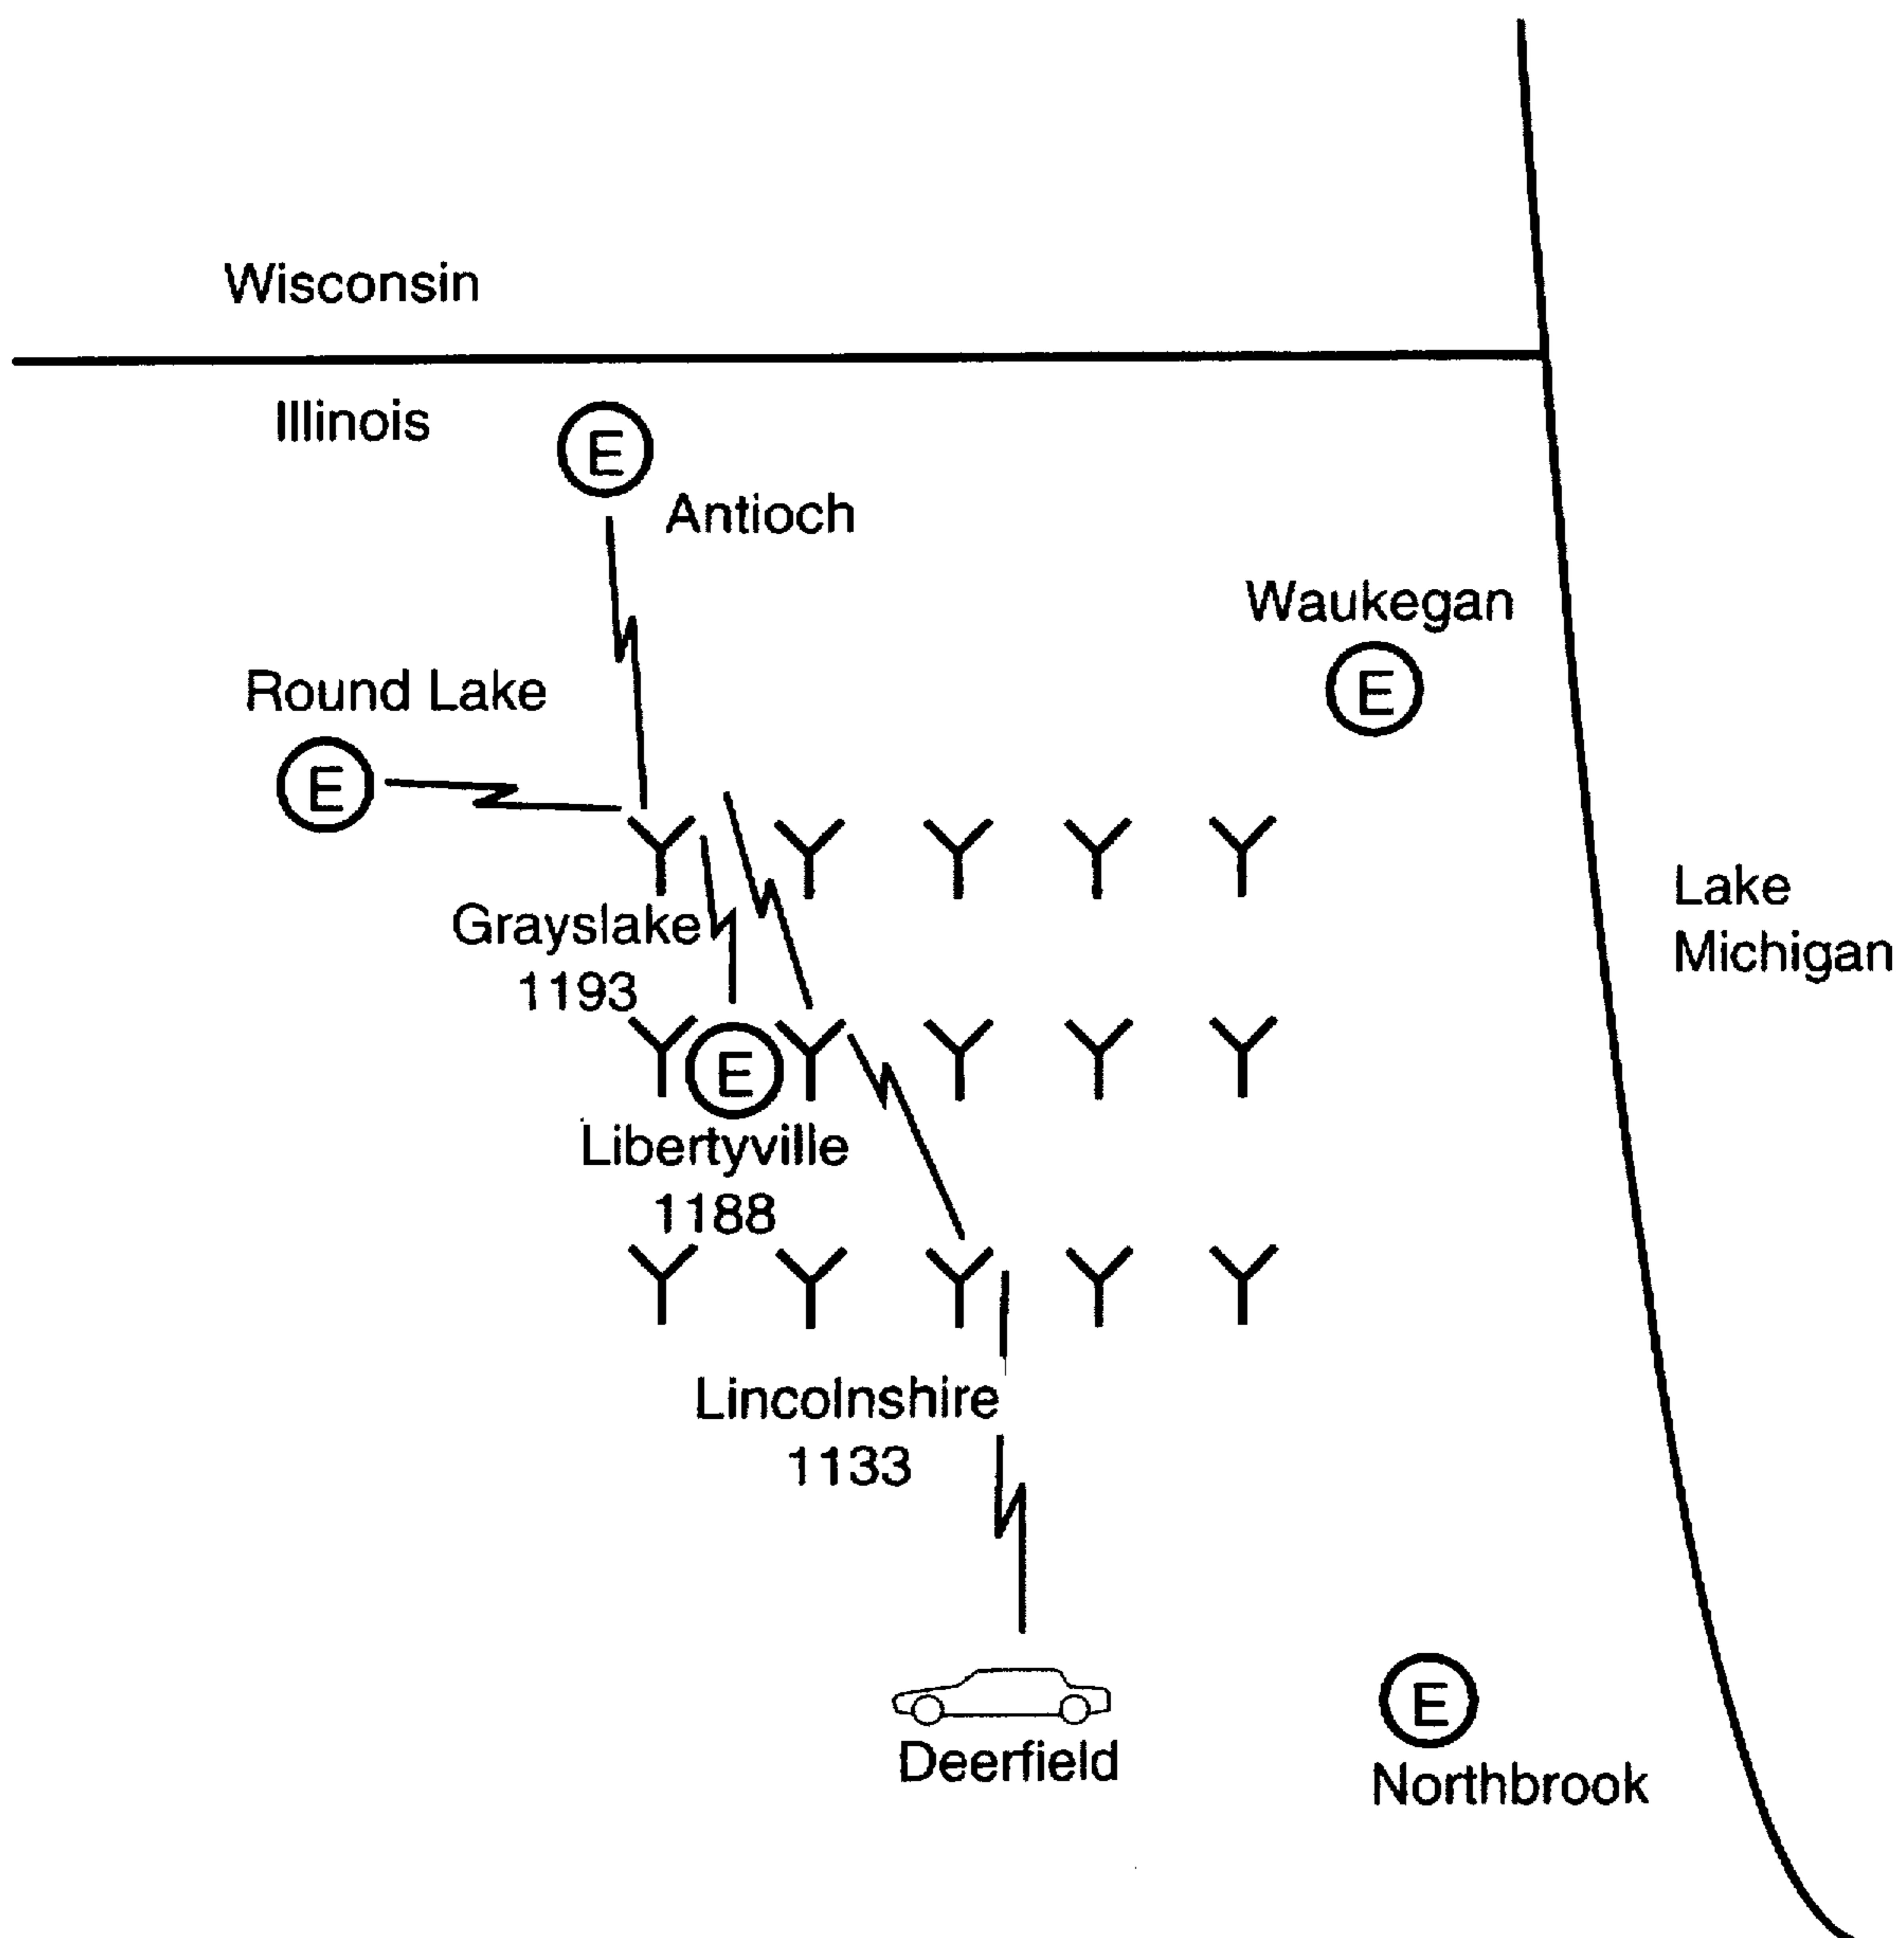 Wisconsin
Illinois
E
Antioch
Waukegan
E
Round Lake
E
Grayslake
1193
Lake
Michigan
E
Libertyville
1188
Lincolnshire
1133
Deerfield
E
Northbrook